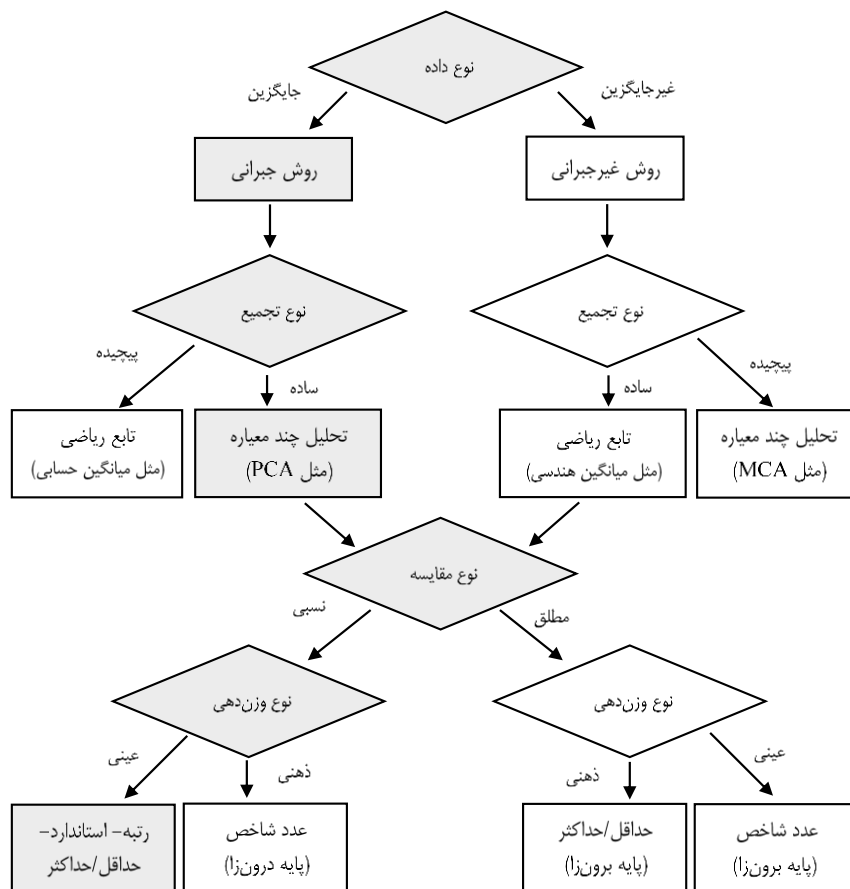 نوع داده
غیرجایگزین
جایگزین
روش غیرجبرانی
روش جبرانی
نوع تجمیع
نوع تجمیع
پیچیده
ساده
ساده
پیچیده
تحلیل چند معیاره
(مثل MCA)
تابع ریاضی
(مثل میانگین هندسی)
تحلیل چند معیاره
(مثل PCA)
تابع ریاضی
(مثل میانگین حسابی)
نوع مقایسه
مطلق
نسبی
نوع وزن‌دهی
نوع وزن‌دهی
عینی
ذهنی
ذهنی
عینی
عدد شاخص
(پایه برون‌زا)
حداقل/حداکثر
(پایه برون‌زا)
عدد شاخص
(پایه درون‌زا)
رتبه- استاندارد-
حداقل/حداکثر